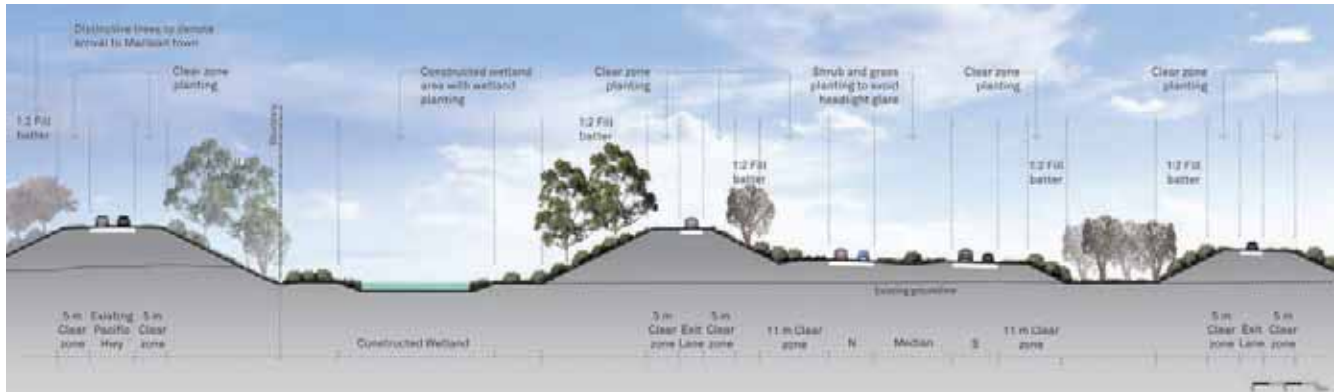 Distinctive trees to denote
arrival to Macksville town
Clear zone
planting
Constructed wetland
area with wetland
planting
Clear zone
planting
Shrub and grass
planting to avoid
headlight glare
Clear zone
planting
Clear zone
planting
1:2 Fill
batter
Boundary
1:2 Fill
batter
1:2 Fill
batter
1:2 Fill
batter
1:2 Fill
batter
Existing groundline
5 m
Clear
zone
Existing
Pacific
Hwy
5 m
Clear
zone
Constructed Wetland
5 m
Clear
zone
Exit
Lane
5 m
Clear
zone
11 m Clear
zone
N
Median
S
11 m Clear
zone
5 m
Clear
zone
Exit
Lane
5 m
Clear
zone